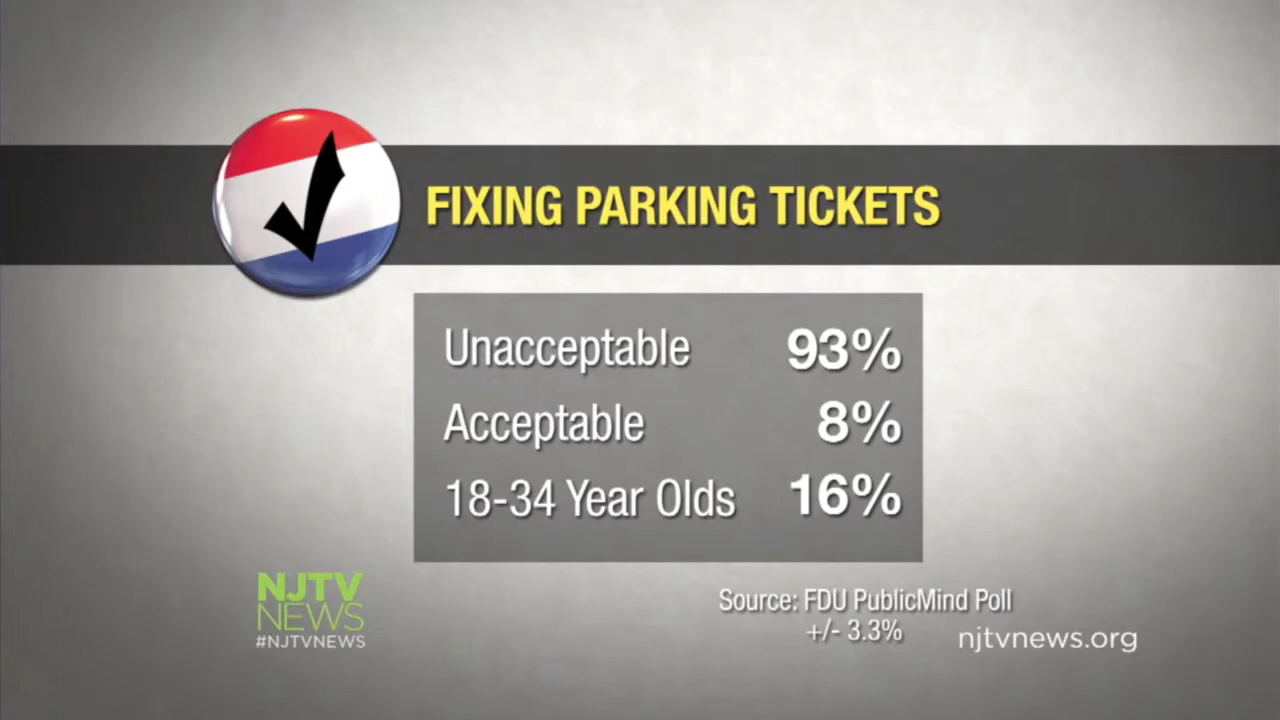 FIXING PARKING TICKETS
Unacceptable 93%
Acceptable 8%
18-34 Year Olds 16%
NJTV
NEWS
#NJTVNEWS
Source: FDU PublicMind Poll
+/- 3.3%
njtvnews.org